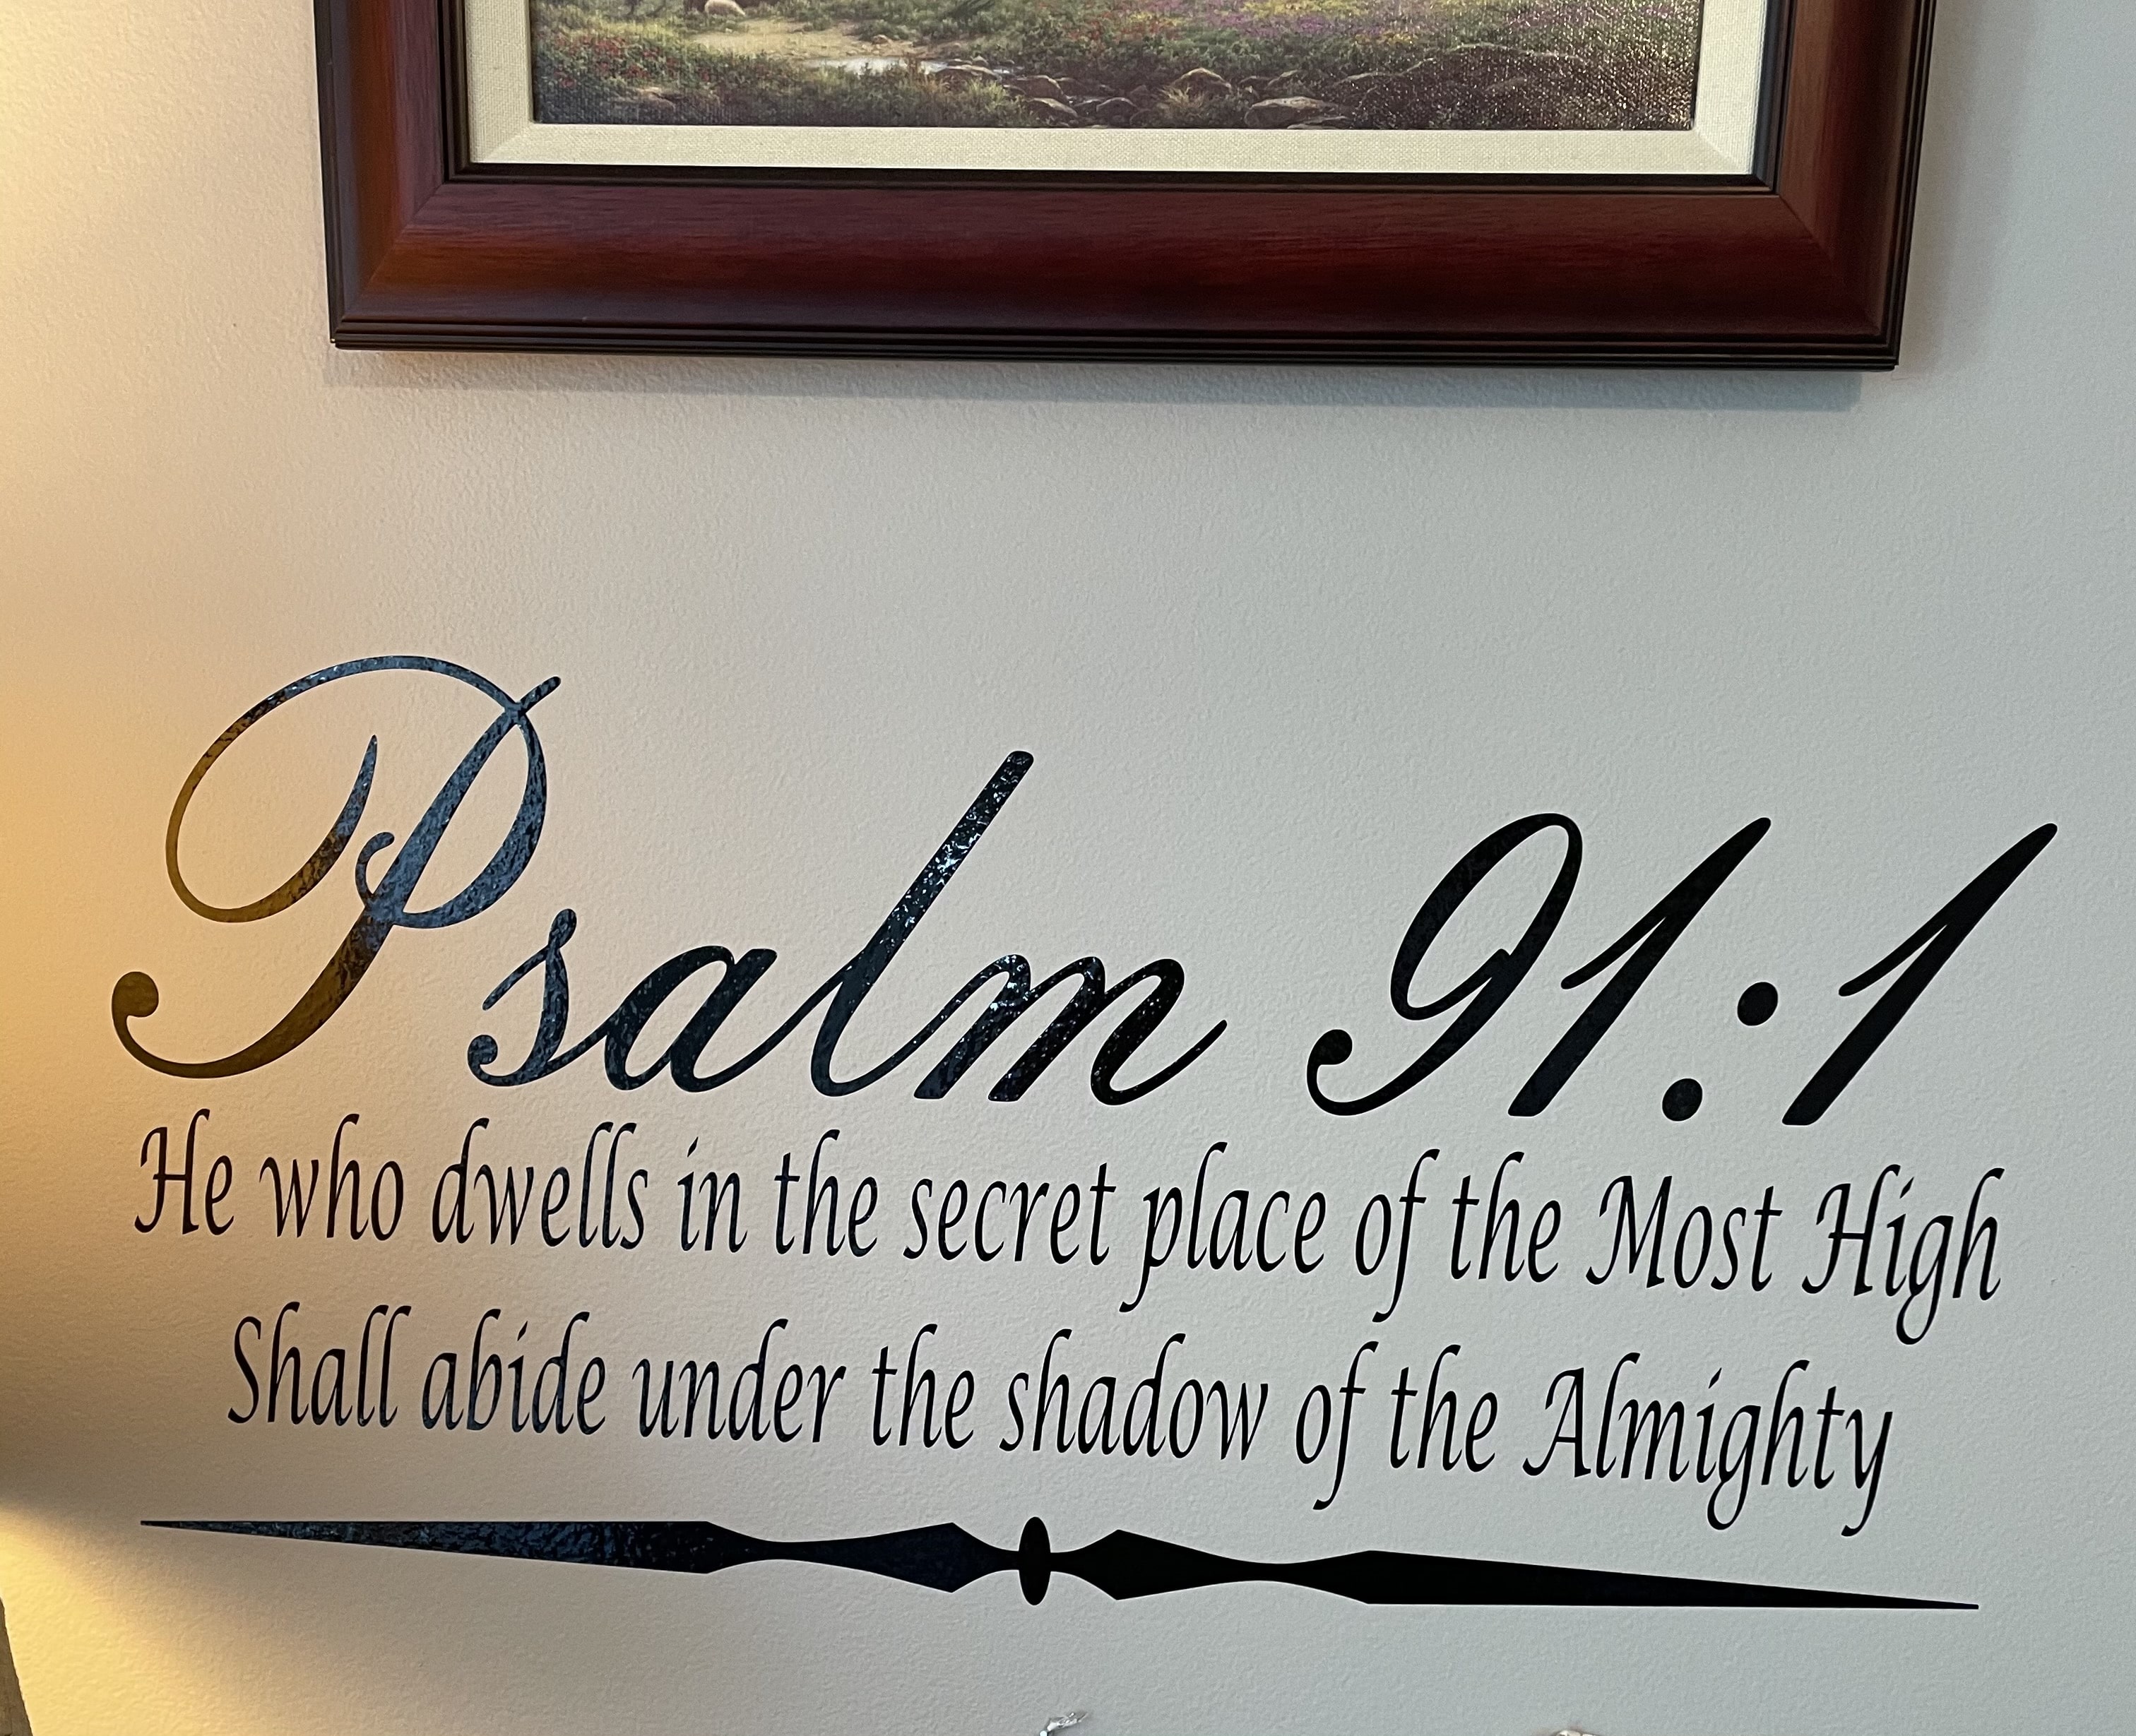 Psalm 91:1
He who dwells in the secret place of the Most High
Shall abide under the shadow of the Almighty